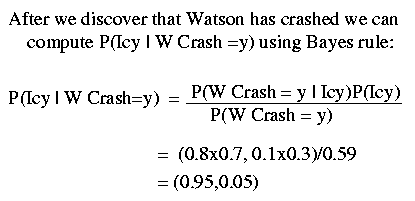 After we discover that Watson has crashed we can
compute P(Icy | W Crash =y) using Bayes rule:
P(Icy | W Crash=y) = P(W Crash = y | Icy)P(Icy)
P(W Crash = y)
= (0.8x0.7, 0.1x0.3)/0.59
= (0.95,0.05)